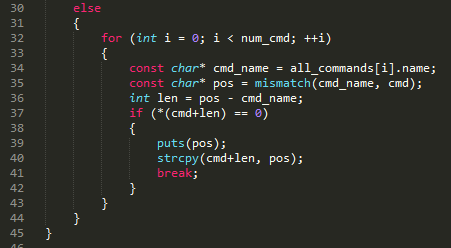 30 else
31 {
32 for (int i = 0; i < num_cmd; ++i)
33 {
34 const char* cmd_name = all_commands[i].name;
35 const char* pos = mismatch(cmd_name, cmd);
36 int len = pos - cmd_name;
37 if (*(cmd+len) == 0)
38 {
39 puts(pos);
40 strcpy(cmd+len, pos);
41 break;
42 }
43 }
44 }
45 }